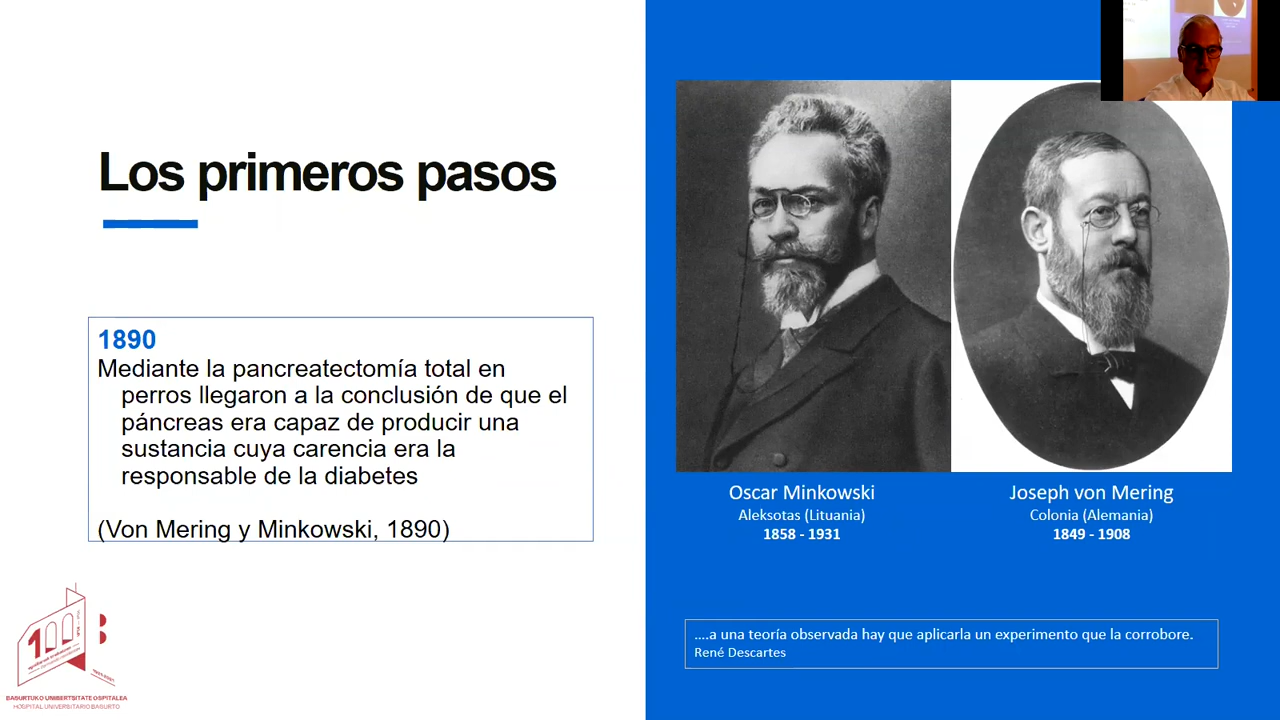 Los primeros pasos
1890
Mediante la pancreatectomía total en
perros llegaron a la conclusión de que el
páncreas era capaz de producir una
sustancia cuya carencia era la
responsable de la diabetes
(Von Mering y Minkowski, 1890)
Oscar Minkowski
Aleksotas (Lituania)
1858 - 1931
Joseph von Mering
Colonia (Alemania)
1849 - 1908
....a una teoría observada hay que aplicarla un experimento que la corrobore.
René Descartes
100
BASURTUKO UNIBERTSITATE OSPITALEA
HOSPITAL UNIVERSITARIO BASURTO